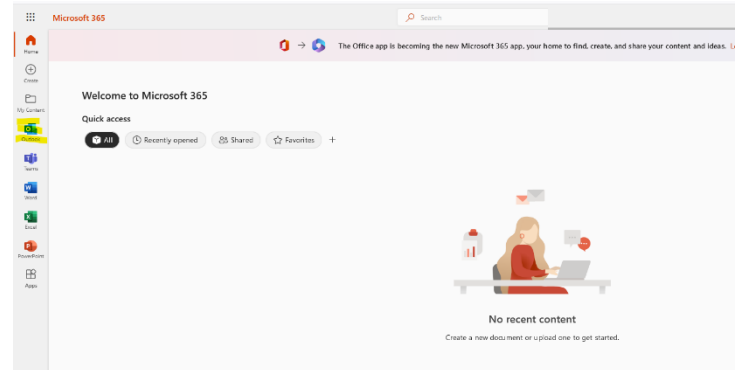 Microsoft 365
Search
Home
The Office app is becoming the new Microsoft 365 app, your home to find, create, and share your content and ideas.
Create
My Content
Welcome to Microsoft 365
Quick access
Outlook
All
Recently opened
Shared
Favorites
+
Teams
Word
Excel
PowerPoint
Apps
No recent content
Create a new document or upload one to get started.